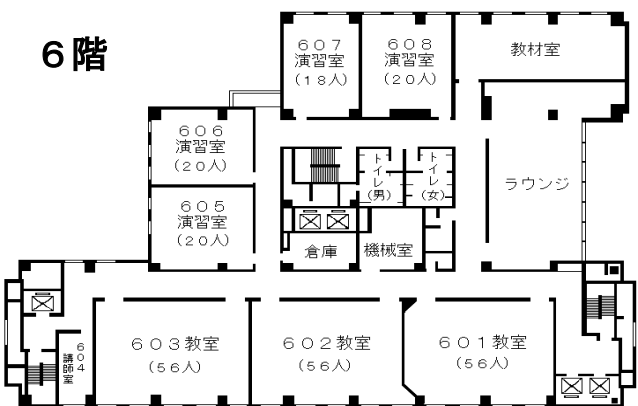 6階
607
演習室
(18人)
608
演習室
(20人)
教材室
606
演習室
(20人)
605
演習室
(20人)
トイレ
(男)
トイレ
(女)
ラウンジ
倉庫
機械室
604
講師室
603教室
(56人)
602教室
(56人)
601教室
(56人)